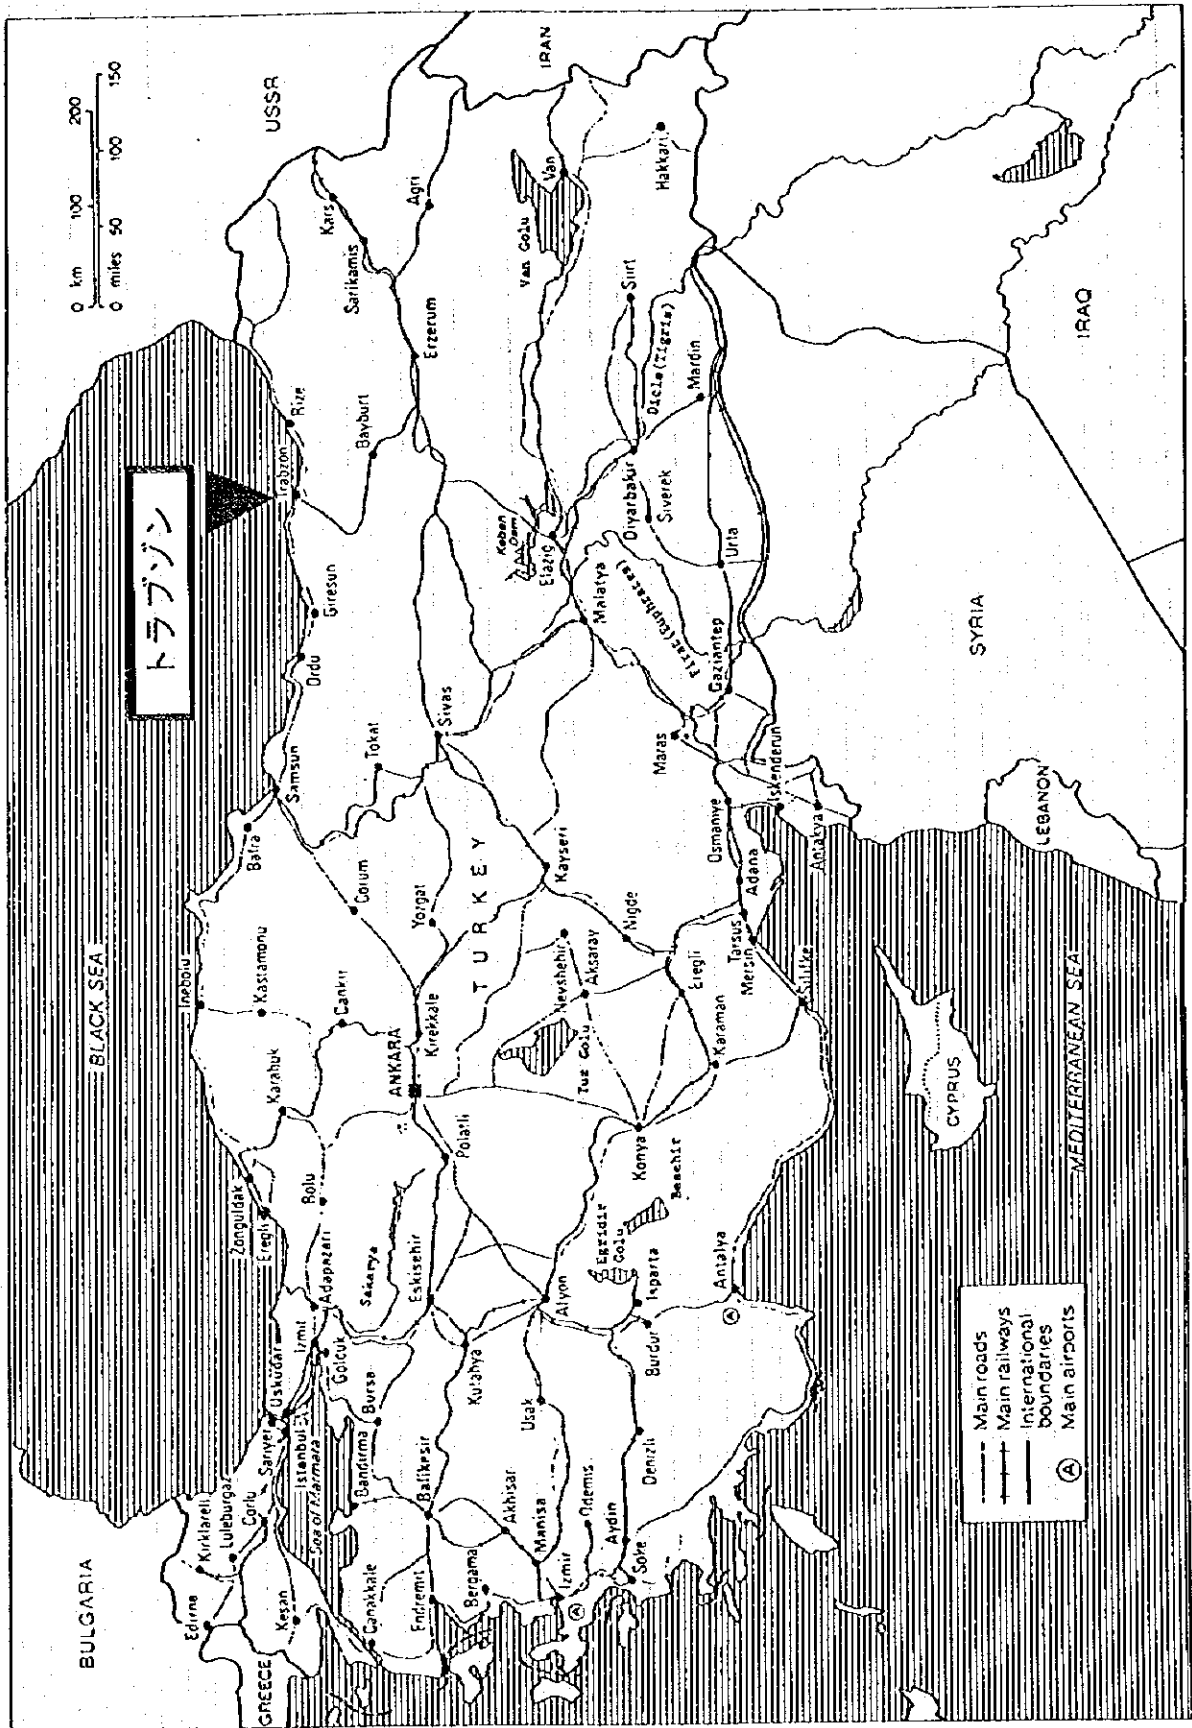 BULGARIA
GREECE
BLACK SEA
USSR
IRAN
0 km 100 200
0 miles 50 100 150
トラブゾン
Edirne
Kirklareli
Luleburgaz
Corlu
Kesan
Sariyer
Uskudar
Istanbul
Sea of Marmara
Izmit
Golcuk
Adapazari
Zonguldak
Eregli
Bolu
Karabuk
Kastamonu
Inebolu
Cankir
Bafra
Samsun
Corum
Tokat
Ordu
Giresun
Trabzon
Rize
Bayburt
Kars
Sarikamis
Agri
Erzerum
Canakkale
Bandirma
Bursa
Sakarya
Eskisehir
Polatli
ANKARA
Kirekkale
Yozgat
Sivas
TURKEY
Endremit
Balikesir
Kutahya
Bergama
Akhisar
Manisa
Izmir
Odemis
Usak
Afyon
Egridir
Golu
Isparta
Burdur
Denizli
Aydin
Soke
Antalya
Beşehir
Konya
Tuz Golu
Nevshehir
Aksaray
Nigde
Kayseri
Eregli
Karaman
Silifke
Mersin
Tarsus
Adana
Osmaniye
Iskenderun
Antakya
Maras
Gaziantep
Malatya
Elazig
Keban
Dam
Firat(Euphrates)
Urfa
Siverek
Diyarbakur
Mardin
Dicle(Tigris)
Siirt
Van Golu
Van
Hakkari
IRAQ
SYRIA
LEBANON
CYPRUS
MEDITERRANEAN SEA
Main roads
Main railways
International
boundaries
A Main airports
A
A